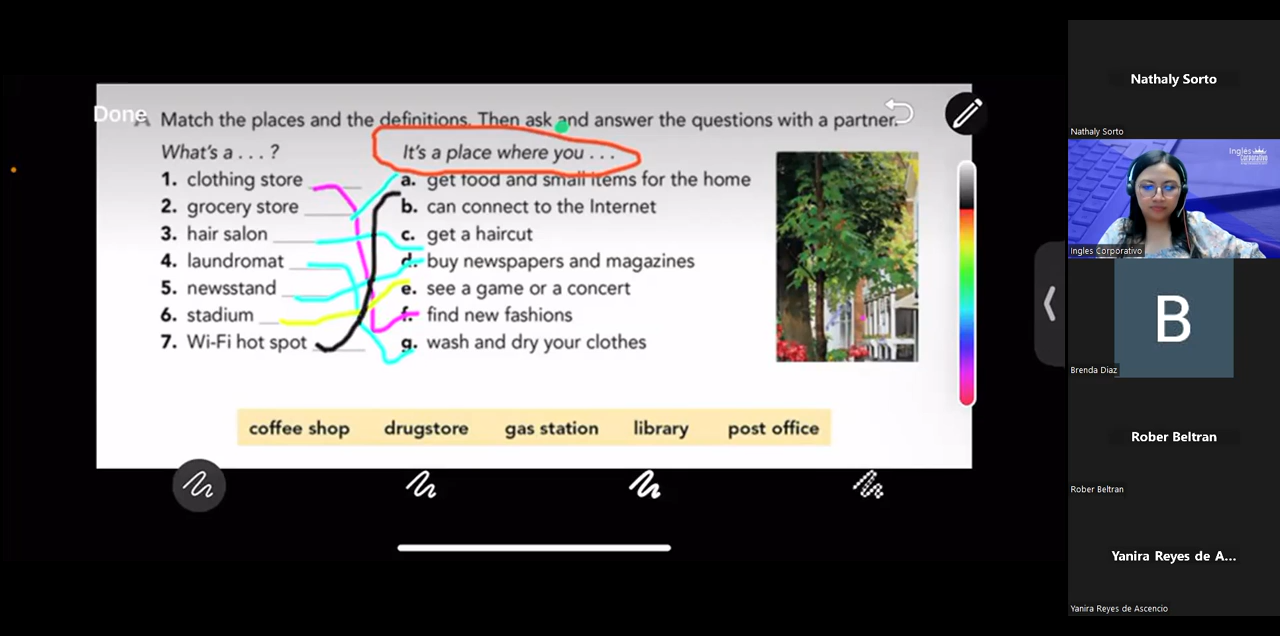 Done
A Match the places and the definitions. Then ask and answer the questions with a partner.
What's a . . . ?
It's a place where you . . .
1. clothing store
a. get food and small items for the home
2. grocery store
b. can connect to the Internet
3. hair salon
c. get a haircut
4. laundromat
d. buy newspapers and magazines
5. newsstand
e. see a game or a concert
6. stadium
f. find new fashions
7. Wi-Fi hot spot
g. wash and dry your clothes
coffee shop drugstore gas station library post office
Nathaly Sorto
Nathaly Sorto
Inglés
Corporativo
Ingles Corporativo
B
Brenda Diaz
Rober Beltran
Rober Beltran
Yanira Reyes de A...
Yanira Reyes de Ascencio